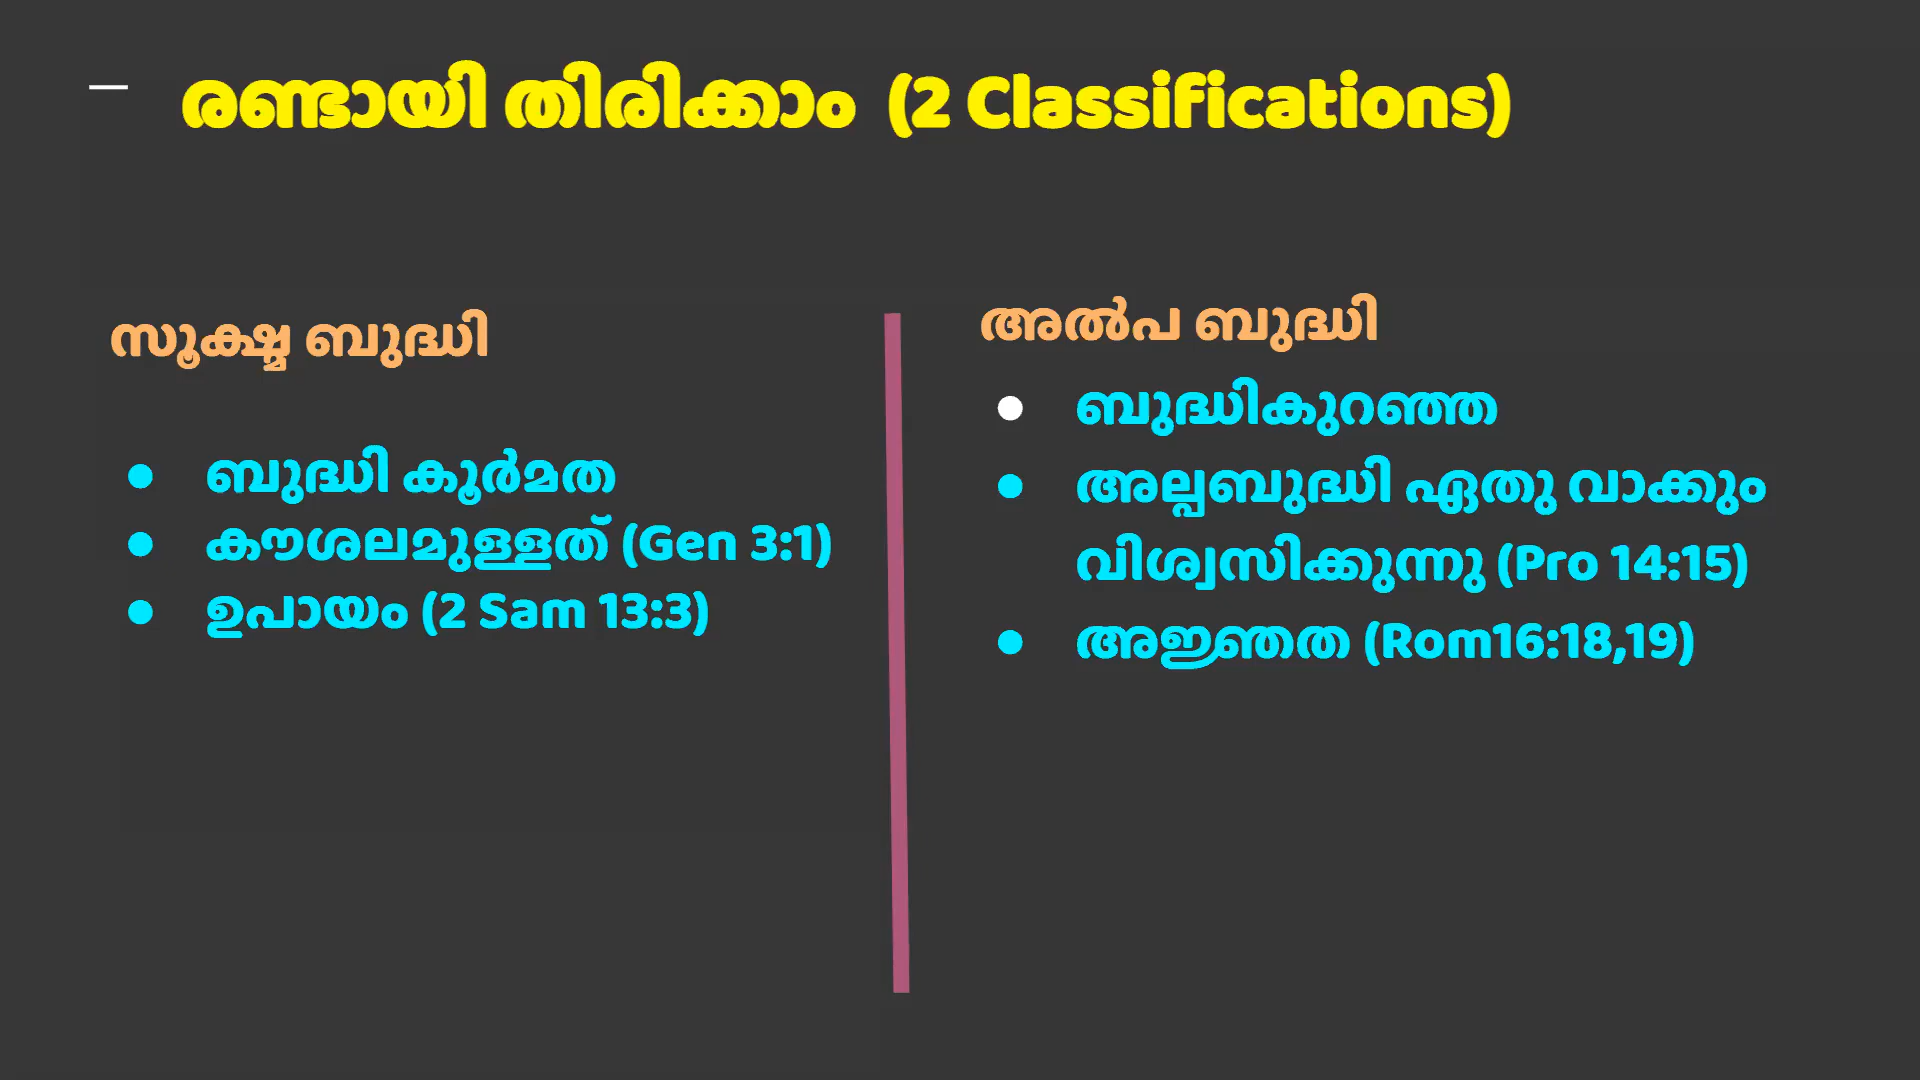 രണ്ടായി തിരിക്കാം (2 Classifications)
സൂക്ഷ്മ ബുദ്ധി
● ബുദ്ധി കൂർമത
● കൗശലമുള്ളത് (Gen 3:1)
● ഉപായം (2 Sam 13:3)
അൽപ ബുദ്ധി
● ബുദ്ധികുറഞ്ഞ
● അല്പബുദ്ധി ഏതു വാക്കും
വിശ്വസിക്കുന്നു (Pro 14:15)
● അജ്ഞത (Rom16:18,19)